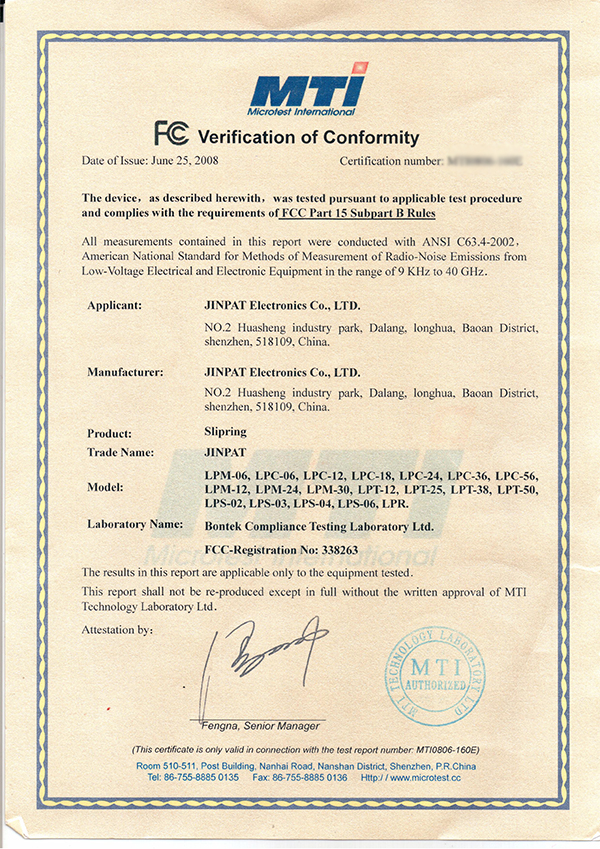 MTI
Microtest International
FC Verification of Conformity
Date of Issue: June 25, 2008 Certification number:
The device, as described herewith, was tested pursuant to applicable test procedure
and complies with the requirements of FCC Part 15 Subpart B Rules
All measurements contained in this report were conducted with ANSI C63.4-2002,
American National Standard for Methods of Measurement of Radio-Noise Emissions from
Low-Voltage Electrical and Electronic Equipment in the range of 9 KHz to 40 GHz.
Applicant: JINPAT Electronics Co., LTD.
NO.2 Huasheng industry park, Dalang, longhua, Baoan District,
shenzhen, 518109, China.
Manufacturer: JINPAT Electronics Co., LTD.
NO.2 Huasheng industry park, Dalang, longhua, Baoan District,
shenzhen, 518109, China.
Product: Slipring
Trade Name: JINPAT
Model: LPM-06, LPC-06, LPC-12, LPC-18, LPC-24, LPC-36, LPC-56,
LPM-12, LPM-24, LPM-30, LPT-12, LPT-25, LPT-38, LPT-50,
LPS-02, LPS-03, LPS-04, LPS-06, LPR.
Laboratory Name: Bontek Compliance Testing Laboratory Ltd.
FCC-Registration No: 338263
MTI
Microtest International
The results in this report are applicable only to the equipment tested.
This report shall not be re-produced except in full without the written approval of MTI
Technology Laboratory Ltd.
Attestation by:
MTI TECHNOLOGY LABORATORY LTD
MTI
AUTHORIZED
Fengna, Senior Manager
(This certificate is only valid in connection with the test report number: MTI0806-160E)
Room 510-511, Post Building, Nanhai Road, Nanshan District, Shenzhen, P.R.China
Tel: 86-755-8885 0135 Fax: 86-755-8885 0136 Http:/ / www.microtest.cc